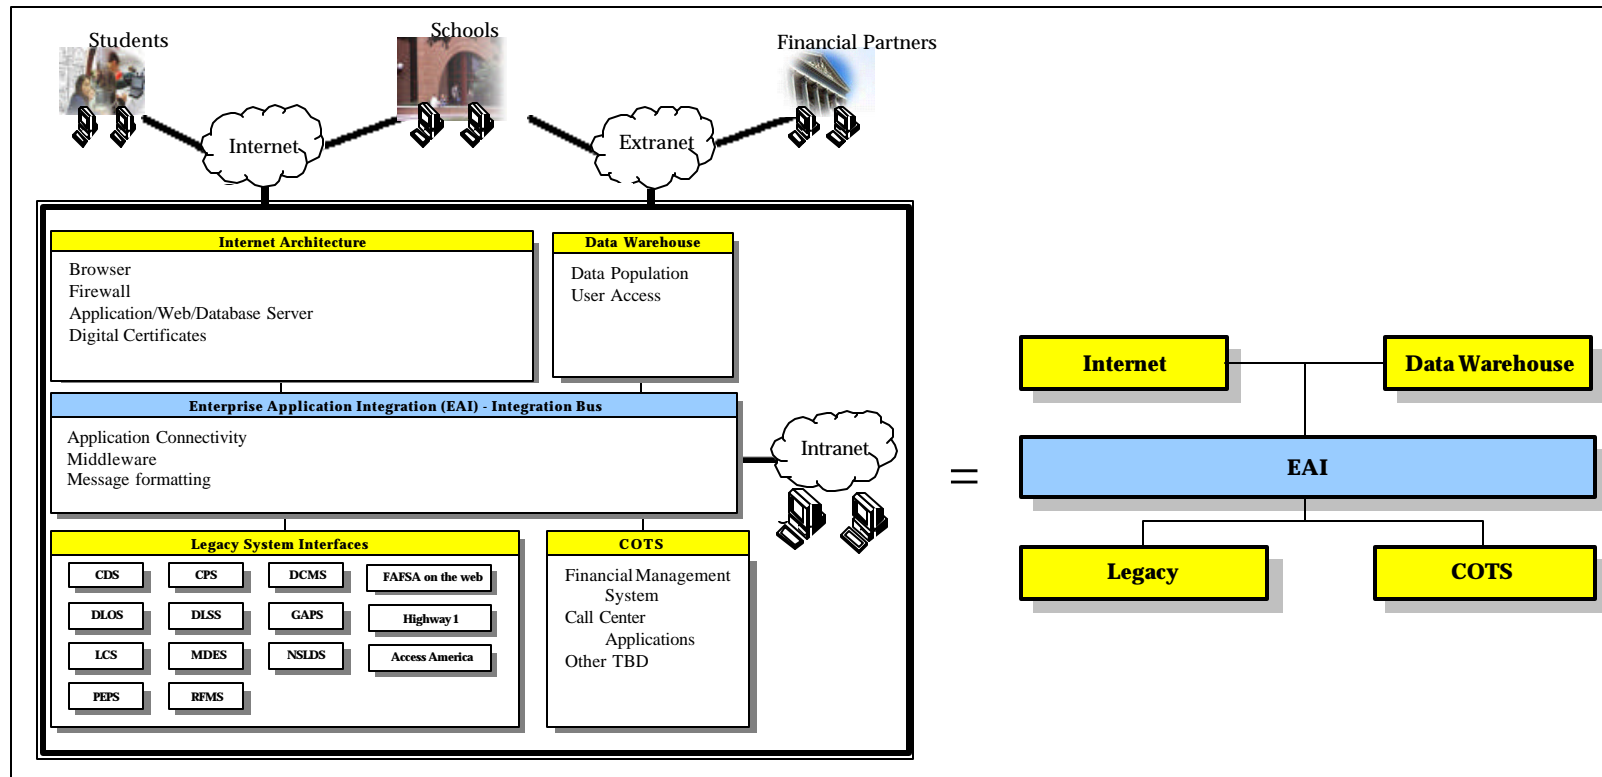 Students
Schools
Financial Partners
Internet
Extranet
Internet Architecture
Browser
Firewall
Application/Web/Database Server
Digital Certificates
Data Warehouse
Data Population
User Access
Enterprise Application Integration (EAI) - Integration Bus
Application Connectivity
Middleware
Message formatting
Intranet
Legacy System Interfaces
CDS
CPS
DCMS
FAFSA on the web
DLOS
DLSS
GAPS
Highway 1
LCS
MDES
NSLDS
Access America
PEPS
RFMS
COTS
Financial Management
System
Call Center
Applications
Other TBD
=
Internet
Data Warehouse
EAI
Legacy
COTS